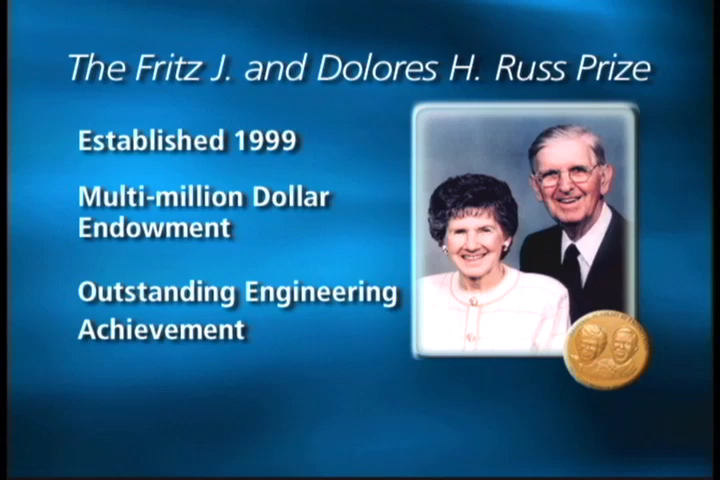 The Fritz J. and Dolores H. Russ Prize
Established 1999
Multi-million Dollar
Endowment
Outstanding Engineering
Achievement